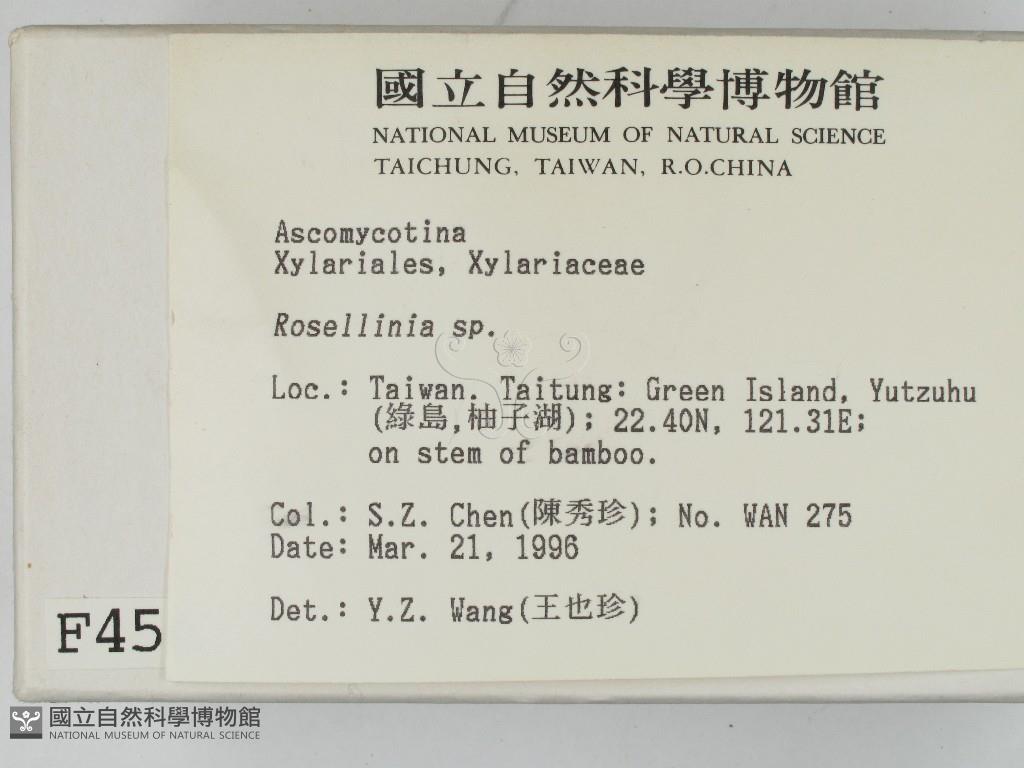 國立自然科學博物館
NATIONAL MUSEUM OF NATURAL SCIENCE
TAICHUNG, TAIWAN, R.O.CHINA
Ascomycotina
Xylariales, Xylariaceae
Rosellinia sp.
Loc.: Taiwan. Taitung: Green Island, Yutzuhu
(綠島,柚子湖); 22.40N, 121.31E;
on stem of bamboo.
Col.: S.Z. Chen(陳秀珍); No. WAN 275
Date: Mar. 21, 1996
Det.: Y.Z. Wang(王也珍)
F45
國立自然科學博物館
NATIONAL MUSEUM OF NATURAL SCIENCE